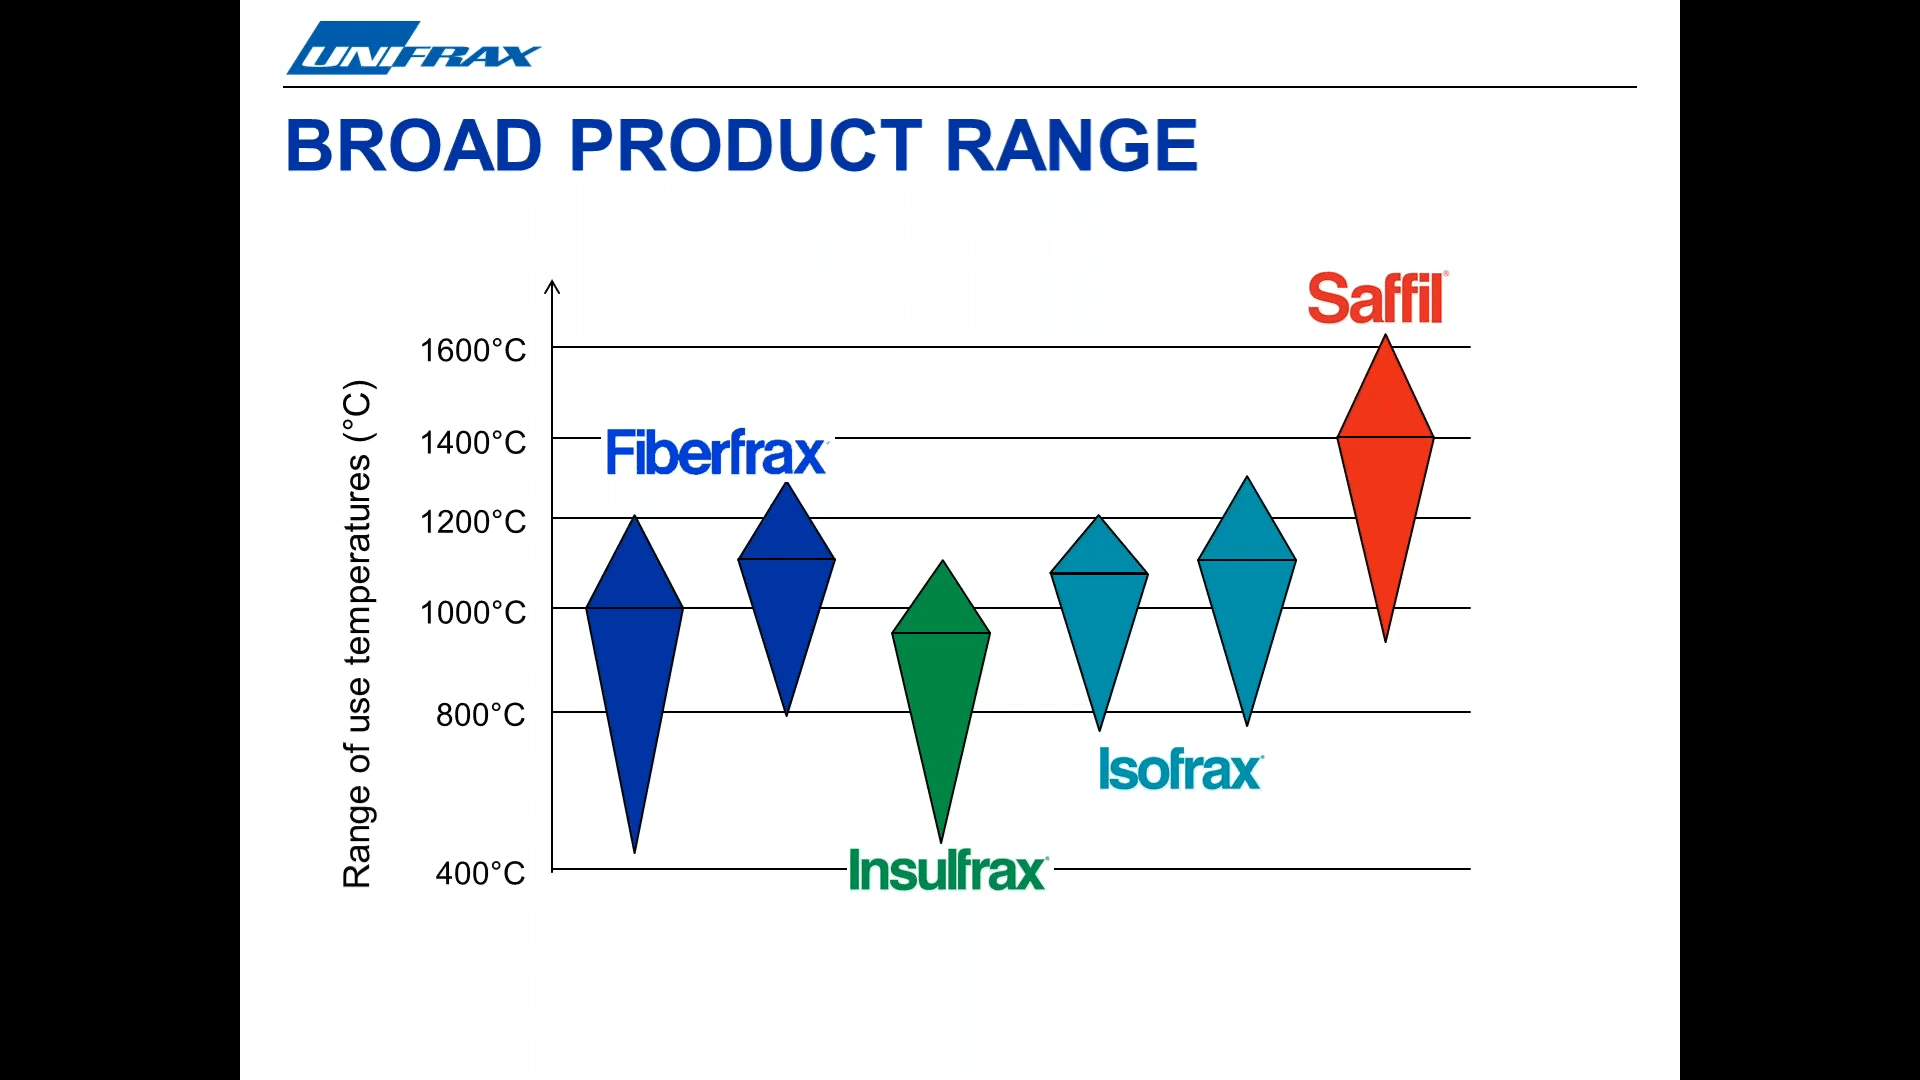 UNIFRAX
BROAD PRODUCT RANGE
Saffil®
1600°C
1400°C
Fiberfrax
1200°C
1000°C
800°C
Isofrax
Insulfrax
400°C
Range of use temperatures (°C)